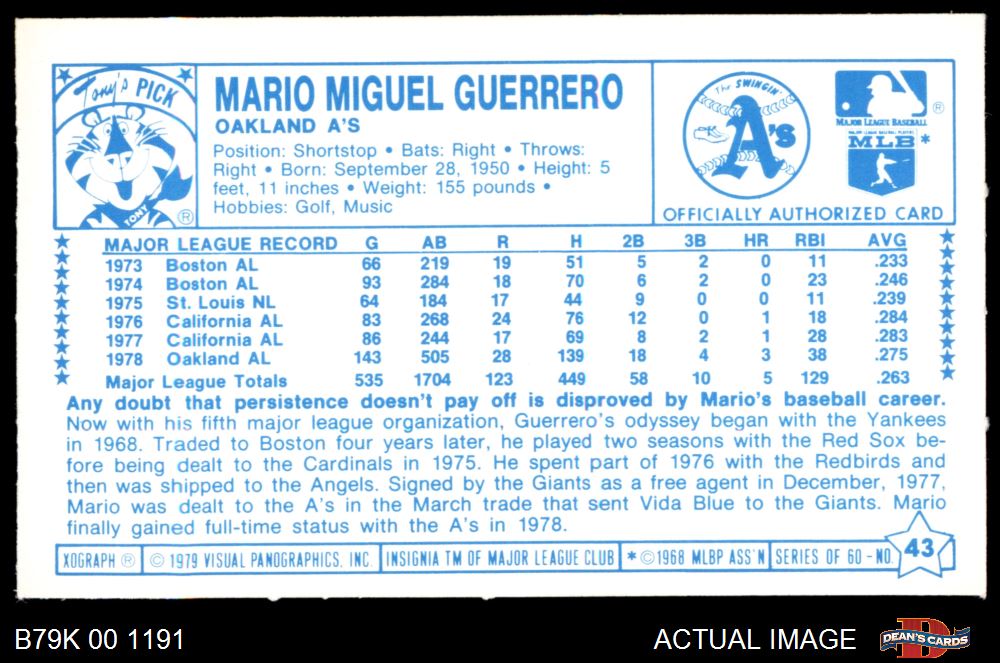 Tony's PICK
TONY ®
MARIO MIGUEL GUERRERO
OAKLAND A'S
Position: Shortstop • Bats: Right • Throws:
Right • Born: September 28, 1950 • Height: 5
feet, 11 inches • Weight: 155 pounds •
Hobbies: Golf, Music
The SWINGIN'
A's
MAJOR LEAGUE BASEBALL ®
MAJOR LEAGUE BASEBALL PLAYERS
MLB *
OFFICIALLY AUTHORIZED CARD
MAJOR LEAGUE RECORD G AB R H 2B 3B HR RBI AVG
1973 Boston AL 66 219 19 51 5 2 0 11 .233
1974 Boston AL 93 284 18 70 6 2 0 23 .246
1975 St. Louis NL 64 184 17 44 9 0 0 11 .239
1976 California AL 83 268 24 76 12 0 1 18 .284
1977 California AL 86 244 17 69 8 2 1 28 .283
1978 Oakland AL 143 505 28 139 18 4 3 38 .275
Major League Totals 535 1704 123 449 58 10 5 129 .263
Any doubt that persistence doesn't pay off is disproved by Mario's baseball career.
Now with his fifth major league organization, Guerrero's odyssey began with the Yankees
in 1968. Traded to Boston four years later, he played two seasons with the Red Sox be-
fore being dealt to the Cardinals in 1975. He spent part of 1976 with the Redbirds and
then was shipped to the Angels. Signed by the Giants as a free agent in December, 1977,
Mario was dealt to the A's in the March trade that sent Vida Blue to the Giants. Mario
finally gained full-time status with the A's in 1978.
XOGRAPH ® © 1979 VISUAL PANOGRAPHICS, INC. INSIGNIA TM OF MAJOR LEAGUE CLUB * © 1968 MLBP ASS'N SERIES OF 60 - NO. 43
B79K 00 1191
ACTUAL IMAGE
D
DEAN'S CARDS